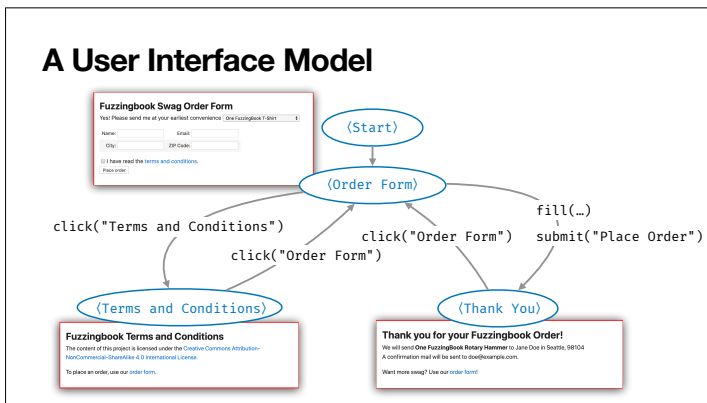 A User Interface Model
Fuzzingbook Swag Order Form
Yes! Please send me at your earliest convenience One FuzzingBook T-Shirt
Name: Email:
City: ZIP Code:
I have read the terms and conditions.
Place order
⟨Start⟩
⟨Order Form⟩
click("Terms and Conditions")
click("Order Form")
click("Order Form")
fill(…)
submit("Place Order")
⟨Terms and Conditions⟩
⟨Thank You⟩
Fuzzingbook Terms and Conditions
The content of this project is licensed under the Creative Commons Attribution-
NonCommercial-ShareAlike 4.0 International License.
To place an order, use our order form.
Thank you for your Fuzzingbook Order!
We will send One FuzzingBook Rotary Hammer to Jane Doe in Seattle, 98104
A confirmation mail will be sent to doe@example.com.
Want more swag? Use our order form!